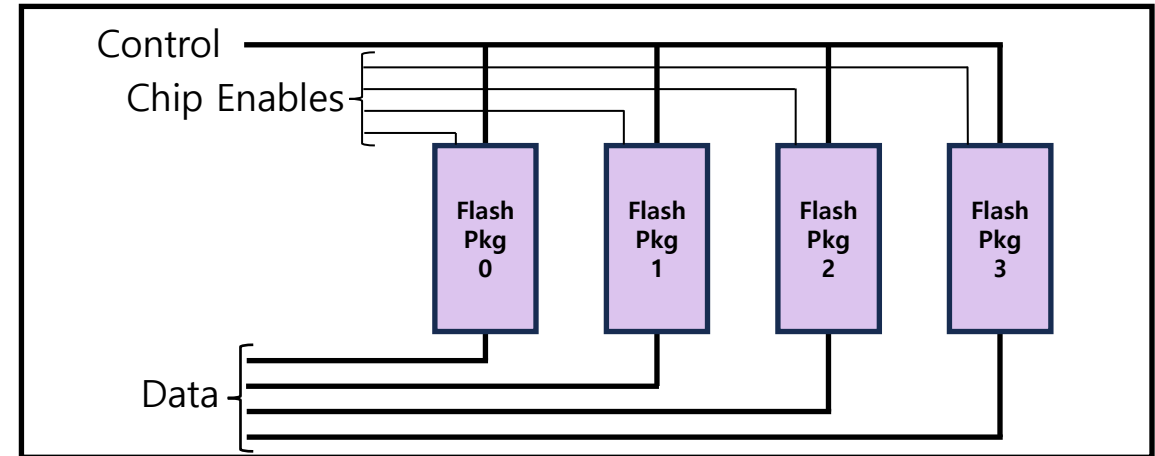 Control
Chip Enables
Flash
Pkg
0
Flash
Pkg
1
Flash
Pkg
2
Flash
Pkg
3
Data